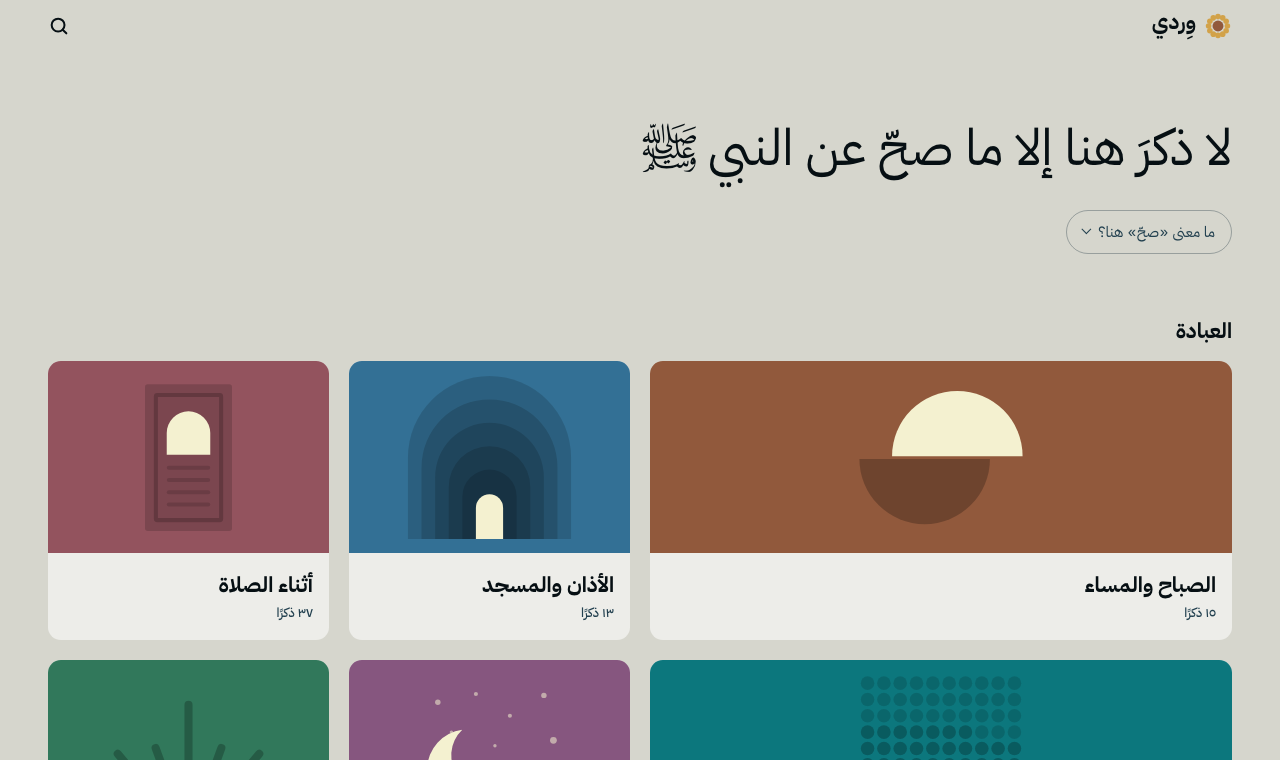 وِردي
لا ذكرَ هنا إلا ما صحّ عن النبي ﷺ
ما معنى «صحّ» هنا؟
العبادة
الصباح والمساء
١٥ ذكرًا
الأذان والمسجد
١٣ ذكرًا
أثناء الصلاة
٣٧ ذكرًا